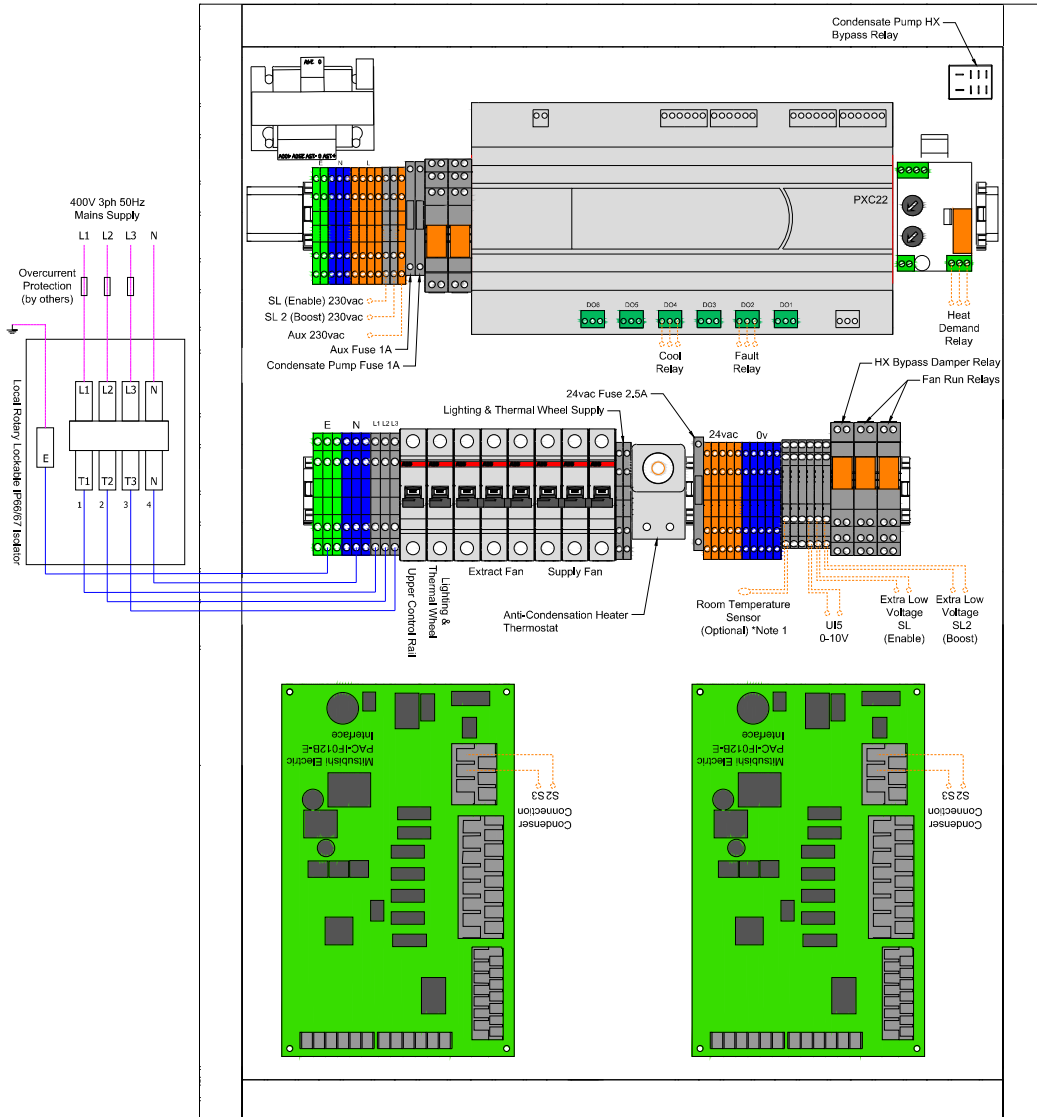 Condensate Pump HX
Bypass Relay
E N L
400V 3ph 50Hz
Mains Supply
L1 L2 L3 N
PXC22
Overcurrent
Protection
(by others)
SL (Enable) 230vac
SL 2 (Boost) 230vac
Aux 230vac
Aux Fuse 1A
Condensate Pump Fuse 1A
DO6 DO5 DO4 DO3 DO2 DO1
Cool
Relay
Fault
Relay
Heat
Demand
Relay
HX Bypass Damper Relay
Fan Run Relays
24vac Fuse 2.5A
Lighting & Thermal Wheel Supply
Local Rotary Lockable IP66/67 Isolator
L1 L2 L3 N
E
T1 T2 T3 N
1 2 3 4
E N L1 L2 L3
24vac 0v
Upper Control Rail
Lighting &
Thermal Wheel
Extract Fan
Supply Fan
Anti-Condensation Heater
Thermostat
Room Temperature
Sensor
(Optional) *Note 1
UI5
0-10V
Extra Low
Voltage
SL
(Enable)
Extra Low
Voltage
SL2
(Boost)
Mitsubishi Electric
PAC-IF012B-E
Interface
S2 S3
Condenser
Connection
Mitsubishi Electric
PAC-IF012B-E
Interface
S2 S3
Condenser
Connection